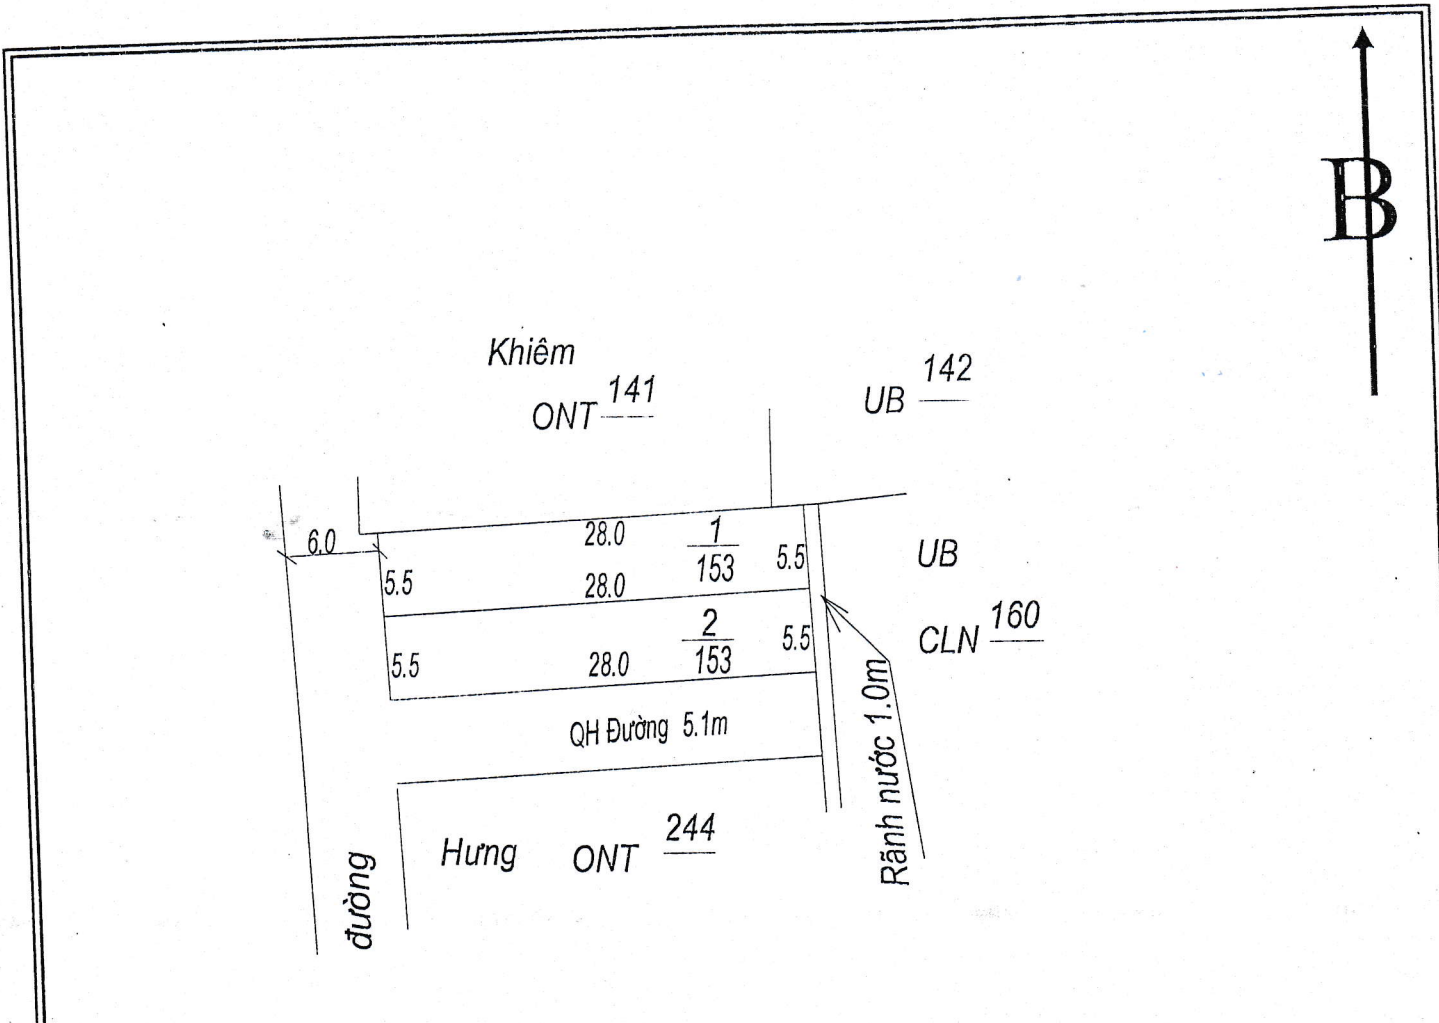 B
Khiêm
ONT 141
UB 142
6.0
28.0
1
153
5.5
5.5
28.0
UB
CLN 160
2
153
5.5
5.5
28.0
QH Đường 5.1m
Rãnh nước 1.0m
Hưng ONT 244
đường